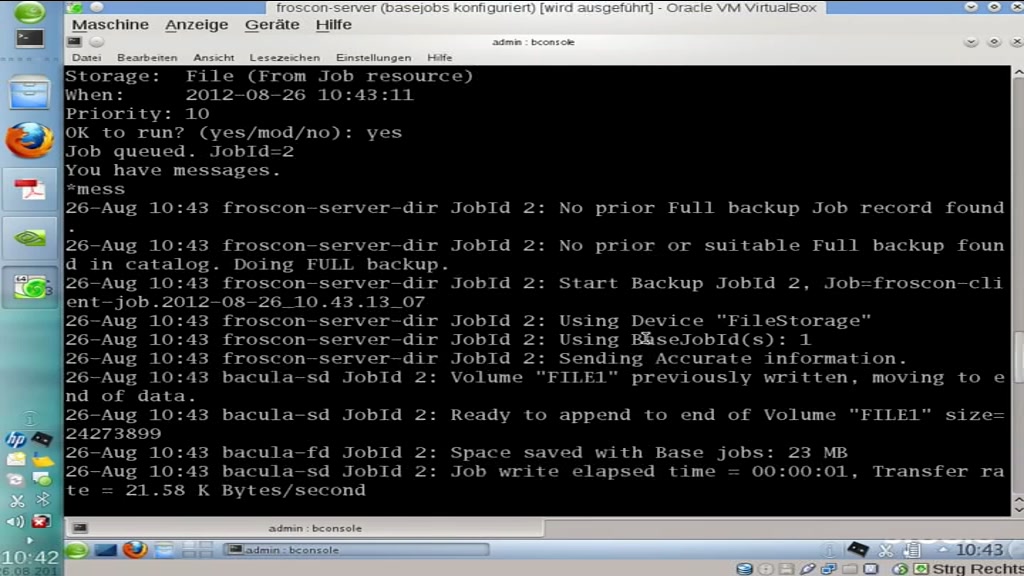 froscon-server (basejobs konfiguriert) [wird ausgeführt] - Oracle VM VirtualBox
Maschine Anzeige Geräte Hilfe
admin : bconsole
Datei Bearbeiten Ansicht Lesezeichen Einstellungen Hilfe
Storage: File (From Job resource)
When: 2012-08-26 10:43:11
Priority: 10
OK to run? (yes/mod/no): yes
Job queued. JobId=2
You have messages.
*mess
26-Aug 10:43 froscon-server-dir JobId 2: No prior Full backup Job record found
.
26-Aug 10:43 froscon-server-dir JobId 2: No prior or suitable Full backup foun
d in catalog. Doing FULL backup.
26-Aug 10:43 froscon-server-dir JobId 2: Start Backup JobId 2, Job=froscon-cli
ent-job.2012-08-26_10.43.13_07
26-Aug 10:43 froscon-server-dir JobId 2: Using Device "FileStorage"
26-Aug 10:43 froscon-server-dir JobId 2: Using BaseJobId(s): 1
26-Aug 10:43 froscon-server-dir JobId 2: Sending Accurate information.
26-Aug 10:43 bacula-sd JobId 2: Volume "FILE1" previously written, moving to e
nd of data.
26-Aug 10:43 bacula-sd JobId 2: Ready to append to end of Volume "FILE1" size=
24273899
26-Aug 10:43 bacula-fd JobId 2: Space saved with Base jobs: 23 MB
26-Aug 10:43 bacula-sd JobId 2: Job write elapsed time = 00:00:01, Transfer ra
te = 21.58 K Bytes/second
admin : bconsole
admin : bconsole
10:43
Strg Rechts
64
hp
10:42